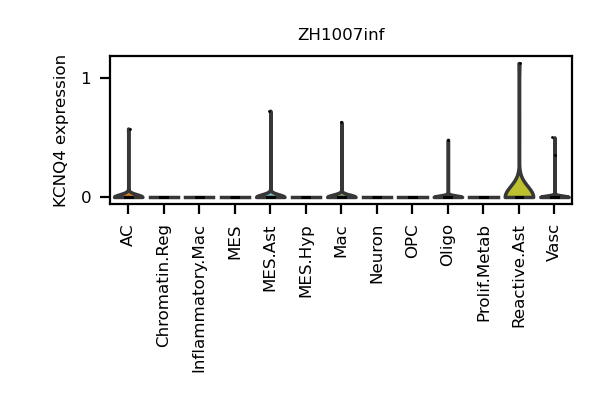 ZH1007inf
KCNQ4 expression
1
0
AC
Chromatin.Reg
Inflammatory.Mac
MES
MES.Ast
MES.Hyp
Mac
Neuron
OPC
Oligo
Prolif.Metab
Reactive.Ast
Vasc